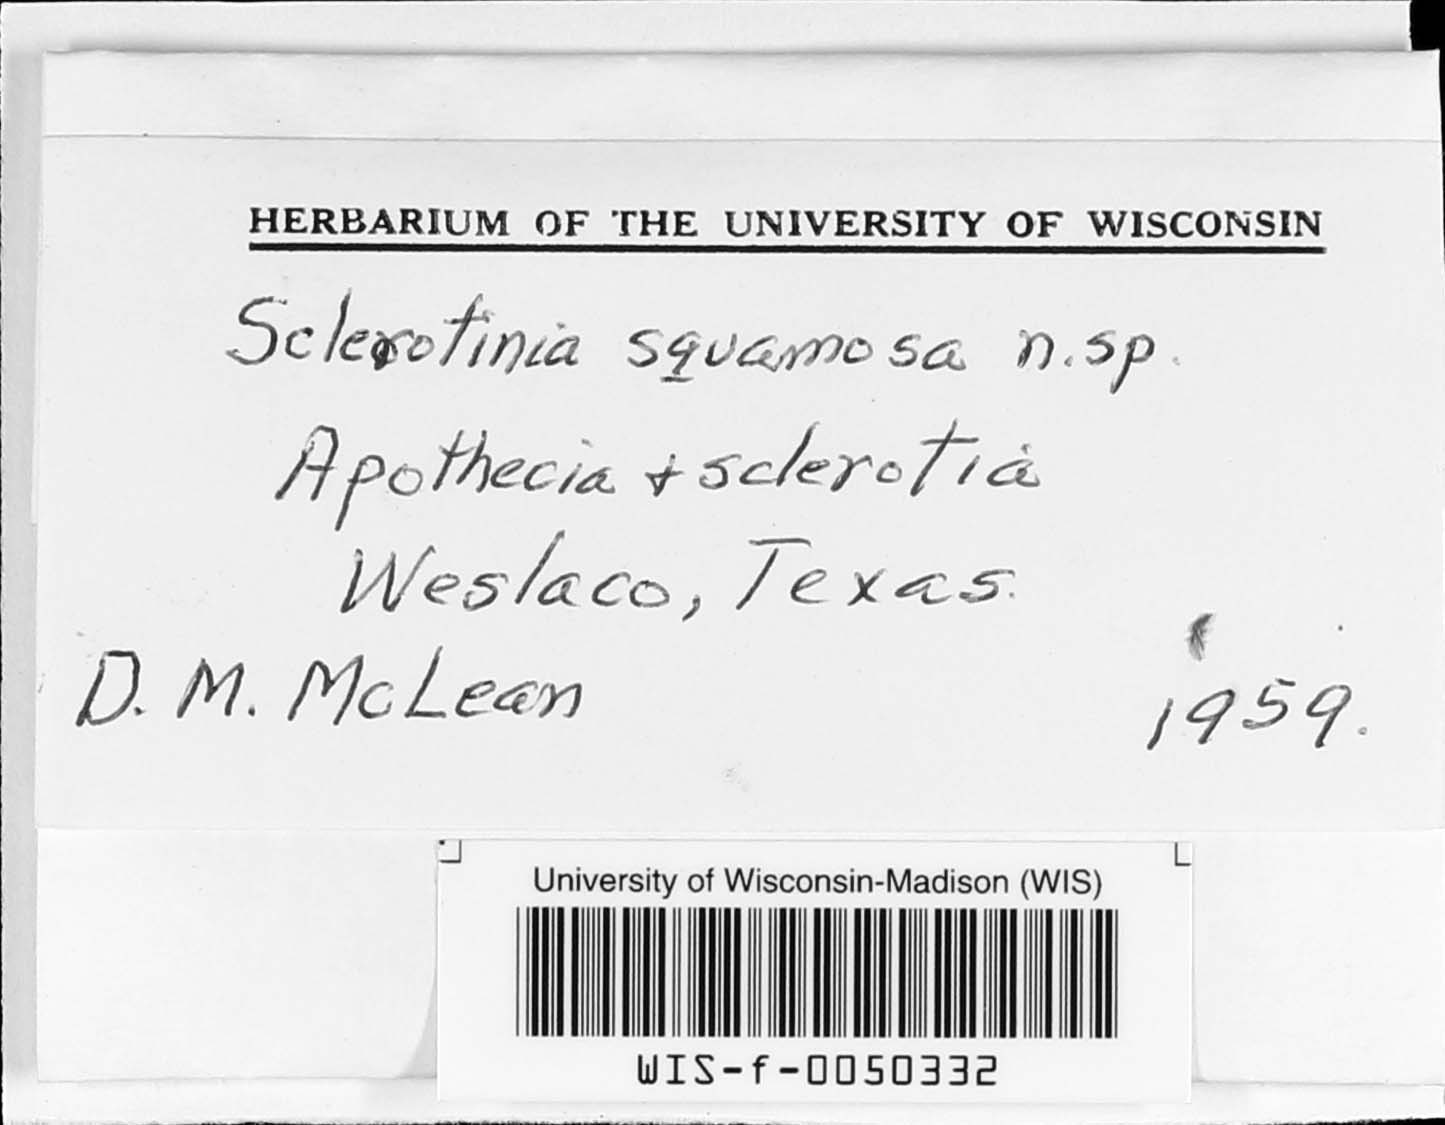 HERBARIUM OF THE UNIVERSITY OF WISCONSIN
Sclerotinia squamosa n.sp.
Apothecia + sclerotia
Weslaco, Texas.
D. M. McLean 1959.
University of Wisconsin-Madison (WIS)
WIS-f-0050332